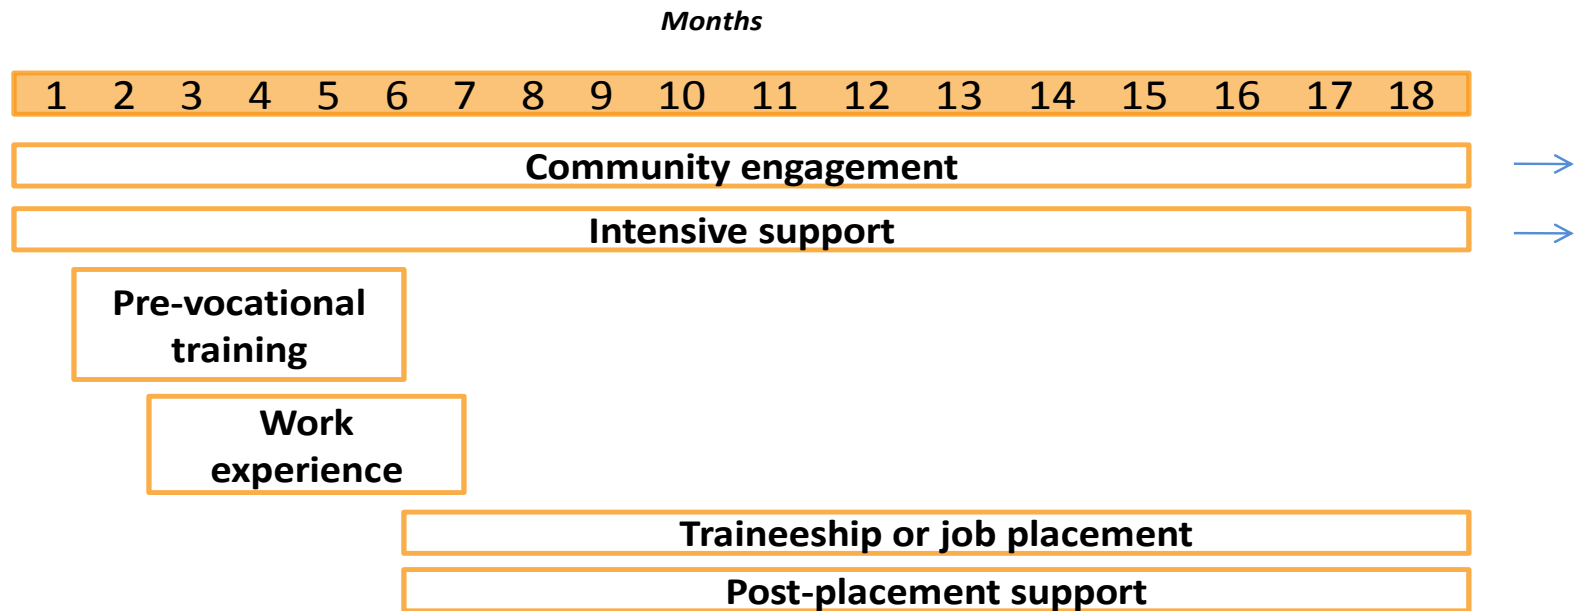 Months
1 2 3 4 5 6 7 8 9 10 11 12 13 14 15 16 17 18
Community engagement
Intensive support
Pre-vocational
training
Work
experience
Traineeship or job placement
Post-placement support